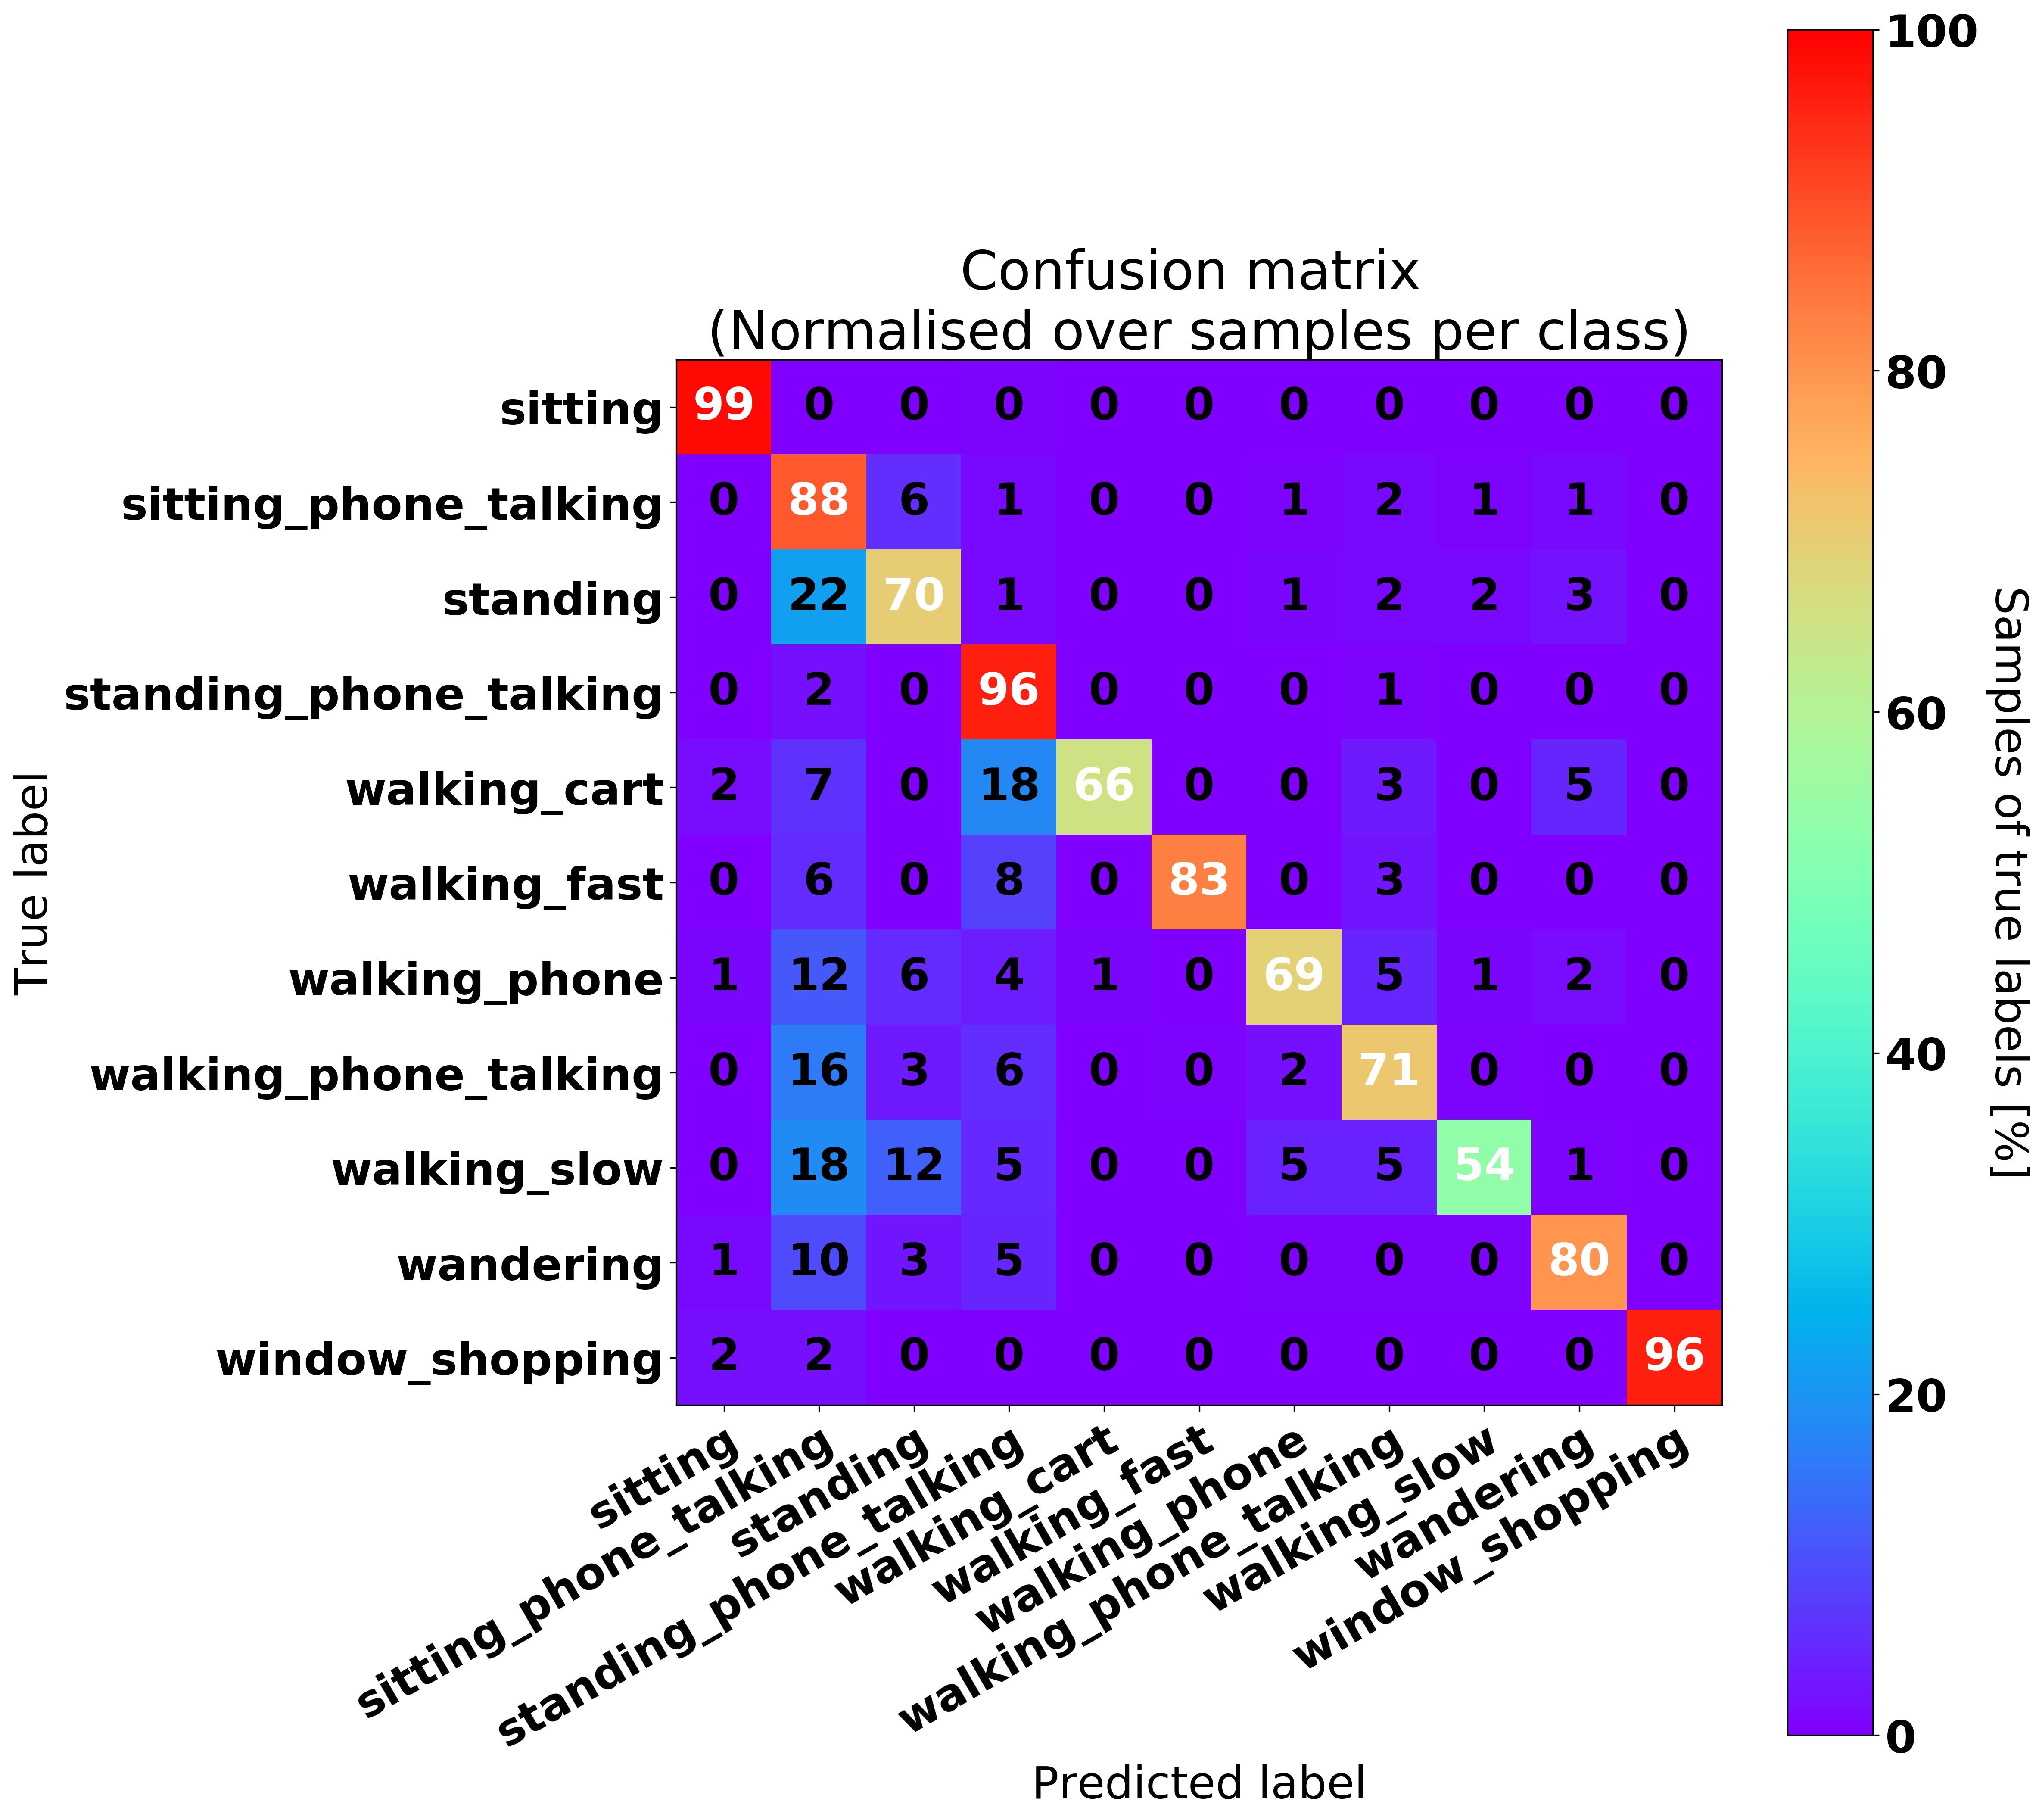 Confusion matrix
(Normalised over samples per class)
sitting 99 0 0 0 0 0 0 0 0 0 0
sitting_phone_talking 0 88 6 1 0 0 1 2 1 1 0
standing 0 22 70 1 0 0 1 2 2 3 0
standing_phone_talking 0 2 0 96 0 0 0 1 0 0 0
walking_cart 2 7 0 18 66 0 0 3 0 5 0
walking_fast 0 6 0 8 0 83 0 3 0 0 0
walking_phone 1 12 6 4 1 0 69 5 1 2 0
walking_phone_talking 0 16 3 6 0 0 2 71 0 0 0
walking_slow 0 18 12 5 0 0 5 5 54 1 0
wandering 1 10 3 5 0 0 0 0 0 80 0
window_shopping 2 2 0 0 0 0 0 0 0 0 96
True label
sitting
sitting_phone_talking
standing
standing_phone_talking
walking_cart
walking_fast
walking_phone
walking_phone_talking
walking_slow
wandering
window_shopping
Predicted label
100
80
60
40
20
0
Samples of true labels [%]